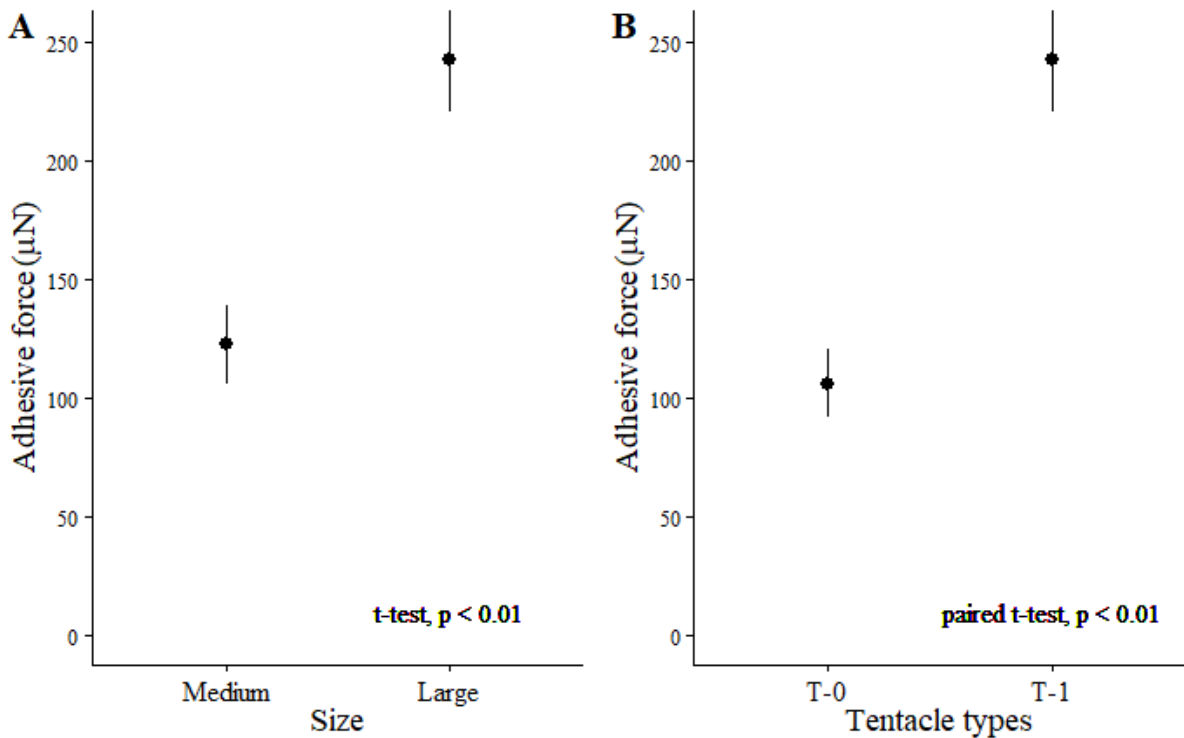 A
250
200
150
100
50
0
Adhesive force (µN)
t-test, p < 0.01
Medium Large
Size
B
250
200
150
100
50
0
Adhesive force (µN)
paired t-test, p < 0.01
T-0 T-1
Tentacle types